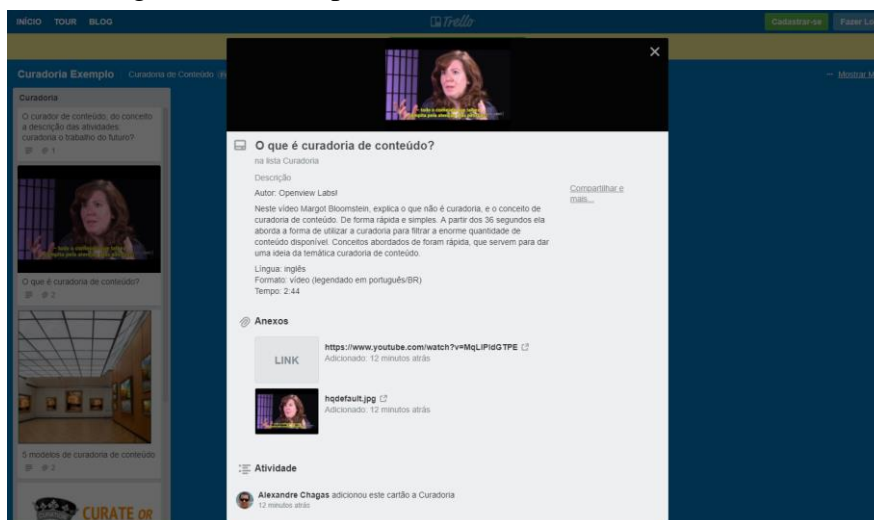 INÍCIO TOUR BLOG
Trello
Cadastrar-se
Fazer Lo
Curadoria Exemplo
Curadoria de Conteúdo
Mostrar M
Curadoria
O curador de conteúdo, do conceito
a descrição das atividades:
curadoria o trabalho do futuro?
1
O que é curadoria de conteúdo?
2
5 modelos de curadoria de conteúdo
2
CURATE OR
O que é curadoria de conteúdo?
na lista Curadoria
Descrição
Autor: Openview Labs!
Neste vídeo Margot Bloomstein, explica o que não é curadoria, e o conceito de
curadoria de conteúdo. De forma rápida e simples. A partir dos 36 segundos ela
aborda a forma de utilizar a curadoria para filtrar a enorme quantidade de
conteúdo disponível. Conceitos abordados de foram rápida, que servem para dar
uma ideia da temática curadoria de conteúdo.
Língua: inglês
Formato: vídeo (legendado em português/BR)
Tempo: 2:44
Compartilhar e
mais...
Anexos
LINK
https://www.youtube.com/watch?v=MqLIPIdGTPE
Adicionado: 12 minutos atrás
hqdefault.jpg
Adicionado: 12 minutos atrás
Atividade
Alexandre Chagas adicionou este cartão a Curadoria
12 minutos atrás